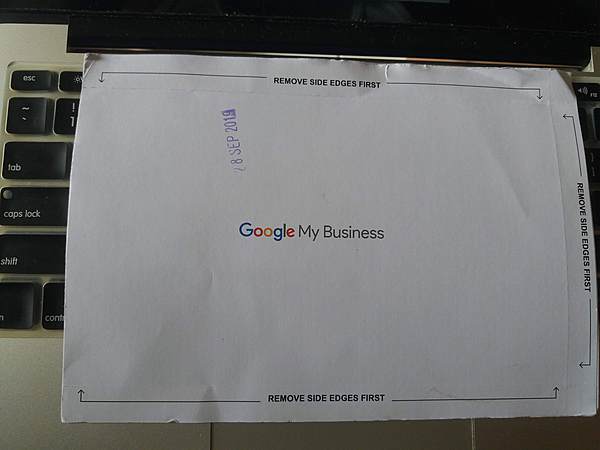 esc
~
`
!
1
tab
caps lock
shift
REMOVE SIDE EDGES FIRST
28 SEP 2019
Google My Business
REMOVE SIDE EDGES FIRST
REMOVE SIDE EDGES FIRST